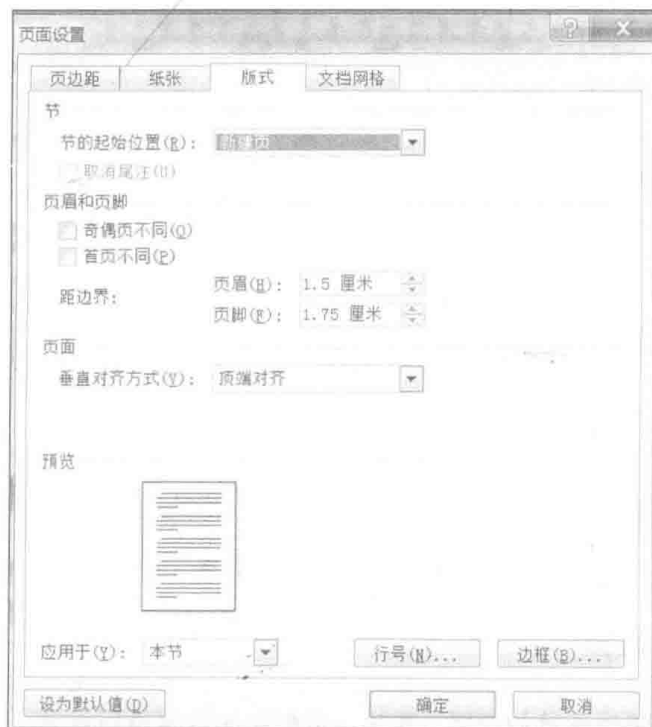 页面设置
页边距 纸张 版式 文档网格
节
节的起始位置(R): 新建页
取消尾注(U)
页眉和页脚
奇偶页不同(O)
首页不同(P)
距边界: 页眉(H): 1.5 厘米
页脚(F): 1.75 厘米
页面
垂直对齐方式(V): 顶端对齐
预览
应用于(Y): 本节 行号(N)... 边框(B)...
设为默认值(D) 确定 取消